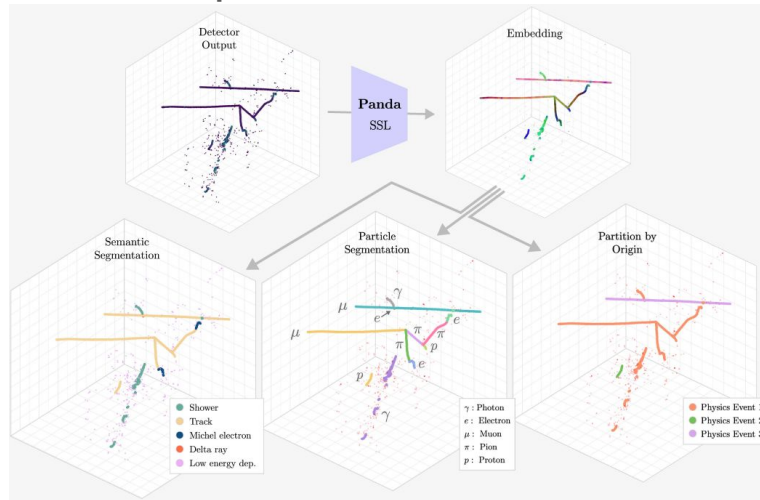 Detector
Output
Panda
SSL
Embedding
Semantic
Segmentation
Shower
Track
Michel electron
Delta ray
Low energy dep.
Particle
Segmentation
γ
μ
e
e
μ
π
π
π
p
p
e
γ
γ : Photon
e : Electron
μ : Muon
π : Pion
p : Proton
Partition by
Origin
Physics Event 1
Physics Event
Physics Event